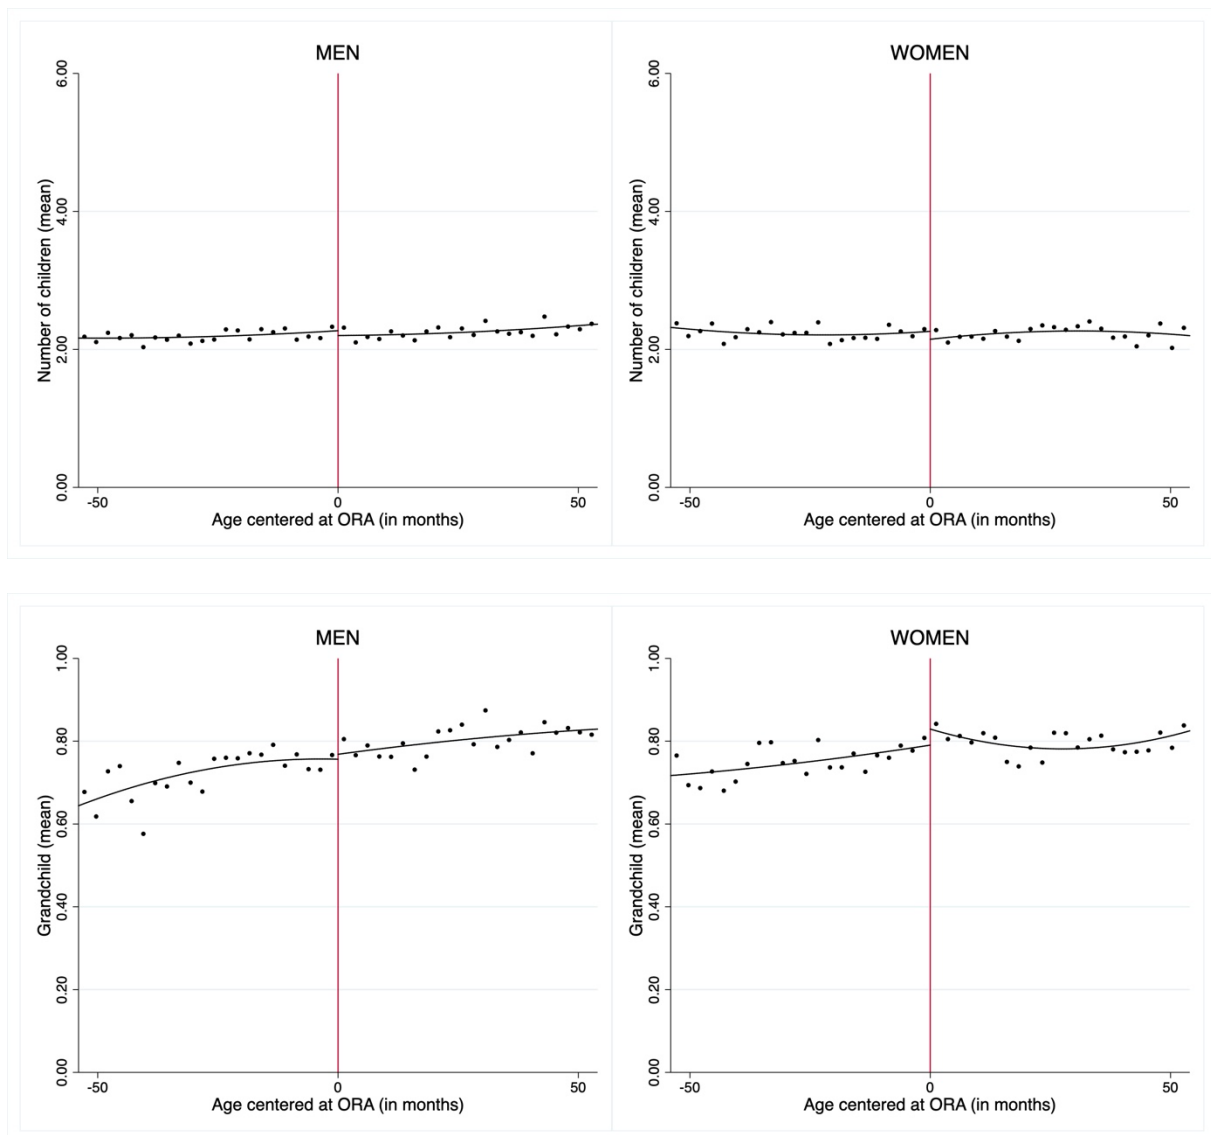 MEN
WOMEN
Number of children (mean)
6.00
4.00
2.00
0.00
-50
0
50
Age centered at ORA (in months)
Number of children (mean)
6.00
4.00
2.00
0.00
-50
0
50
Age centered at ORA (in months)
MEN
WOMEN
Grandchild (mean)
1.00
0.80
0.60
0.40
0.20
0.00
-50
0
50
Age centered at ORA (in months)
Grandchild (mean)
1.00
0.80
0.60
0.40
0.20
0.00
-50
0
50
Age centered at ORA (in months)